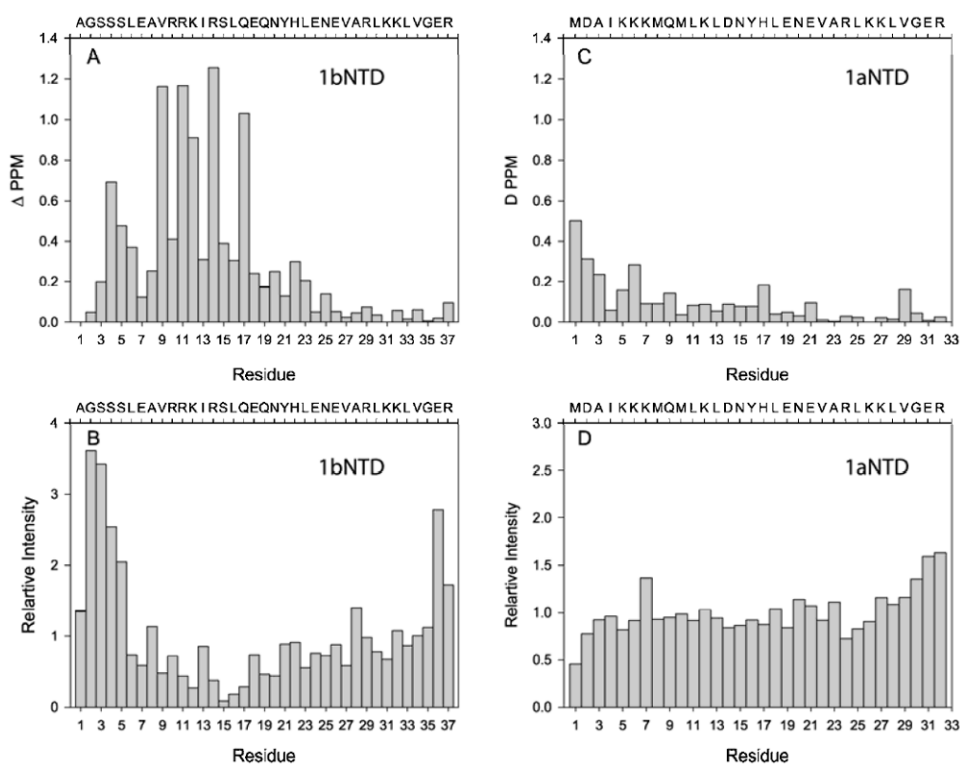 AGSSSLEAVRRKIRSLQEQNYHLENEVARLKKLVGER
A
1bNTD
Δ PPM
1.4
1.2
1.0
0.8
0.6
0.4
0.2
0.0
1 3 5 7 9 11 13 15 17 19 21 23 25 27 29 31 33 35 37
Residue
MDAIKKKMQMLKLDNYHLENEVARLKKLVGER
C
1aNTD
D PPM
1.4
1.2
1.0
0.8
0.6
0.4
0.2
0.0
1 3 5 7 9 11 13 15 17 19 21 23 25 27 29 31 33
Residue
AGSSSLEAVRRKIRSLQEQNYHLENEVARLKKLVGER
B
1bNTD
Relartive Intensity
4
3
2
1
0
1 3 5 7 9 11 13 15 17 19 21 23 25 27 29 31 33 35 37
Residue
MDAIKKKMQMLKLDNYHLENEVARLKKLVGER
D
1aNTD
Relartive Intensity
3.0
2.5
2.0
1.5
1.0
0.5
0.0
1 3 5 7 9 11 13 15 17 19 21 23 25 27 29 31 33
Residue